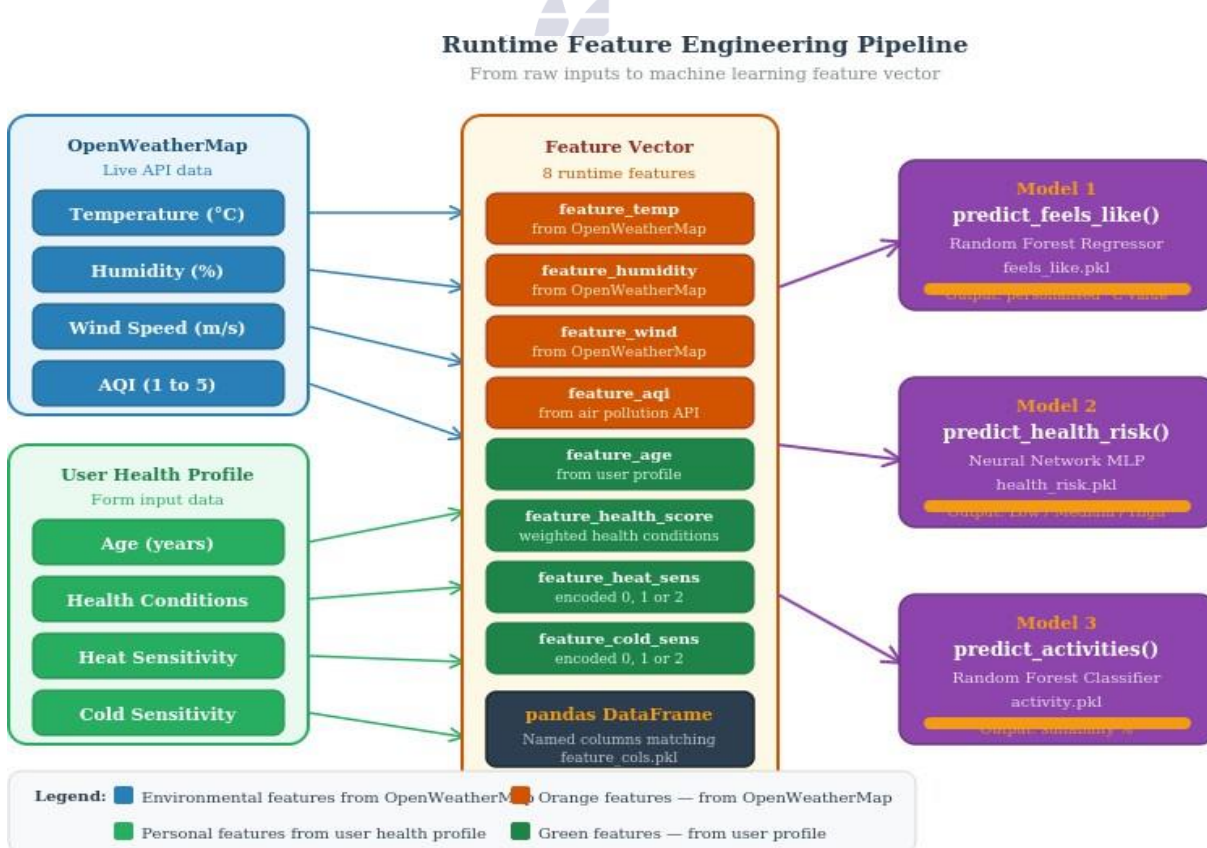 Runtime Feature Engineering Pipeline
From raw inputs to machine learning feature vector
OpenWeatherMap
Live API data
Temperature (°C)
Humidity (%)
Wind Speed (m/s)
AQI (1 to 5)
User Health Profile
Form input data
Age (years)
Health Conditions
Heat Sensitivity
Cold Sensitivity
Feature Vector
8 runtime features
feature_temp
from OpenWeatherMap
feature_humidity
from OpenWeatherMap
feature_wind
from OpenWeatherMap
feature_aqi
from air pollution API
feature_age
from user profile
feature_health_score
weighted health conditions
feature_heat_sens
encoded 0, 1 or 2
feature_cold_sens
encoded 0, 1 or 2
pandas DataFrame
Named columns matching
feature_cols.pkl
Model 1
predict_feels_like()
Random Forest Regressor
feels_like.pkl
Model 2
predict_health_risk()
Neural Network MLP
health_risk.pkl
Model 3
predict_activities()
Random Forest Classifier
activity.pkl
Legend:
Environmental features from OpenWeatherMap
Orange features — from OpenWeatherMap
Personal features from user health profile
Green features — from user profile